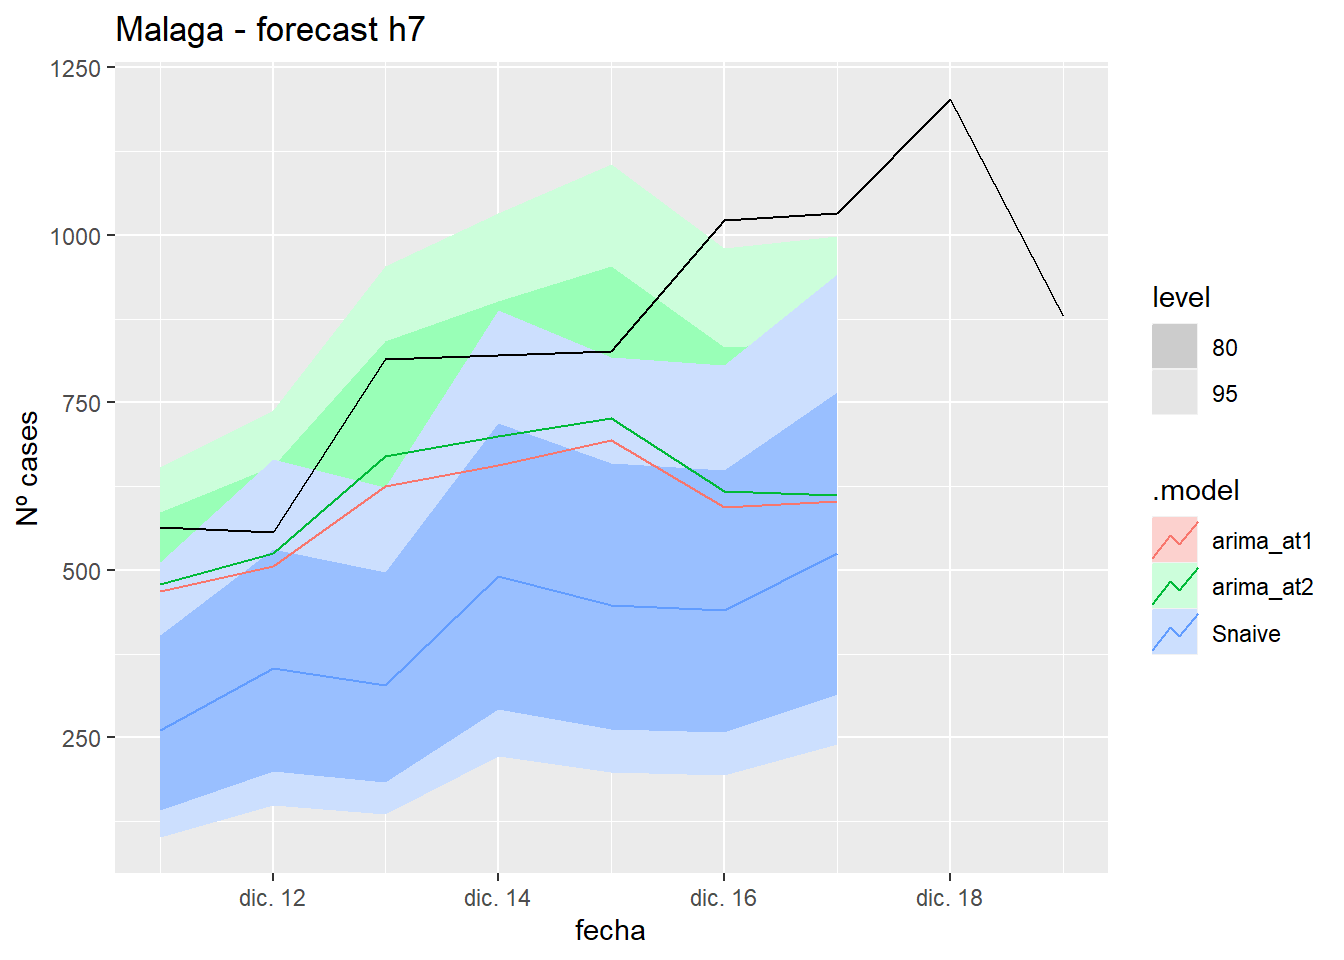 Malaga - forecast h7
1250
1000
750
500
250
Nº cases
dic. 12
dic. 14
dic. 16
dic. 18
fecha
level
80
95
.model
arima_at1
arima_at2
Snaive